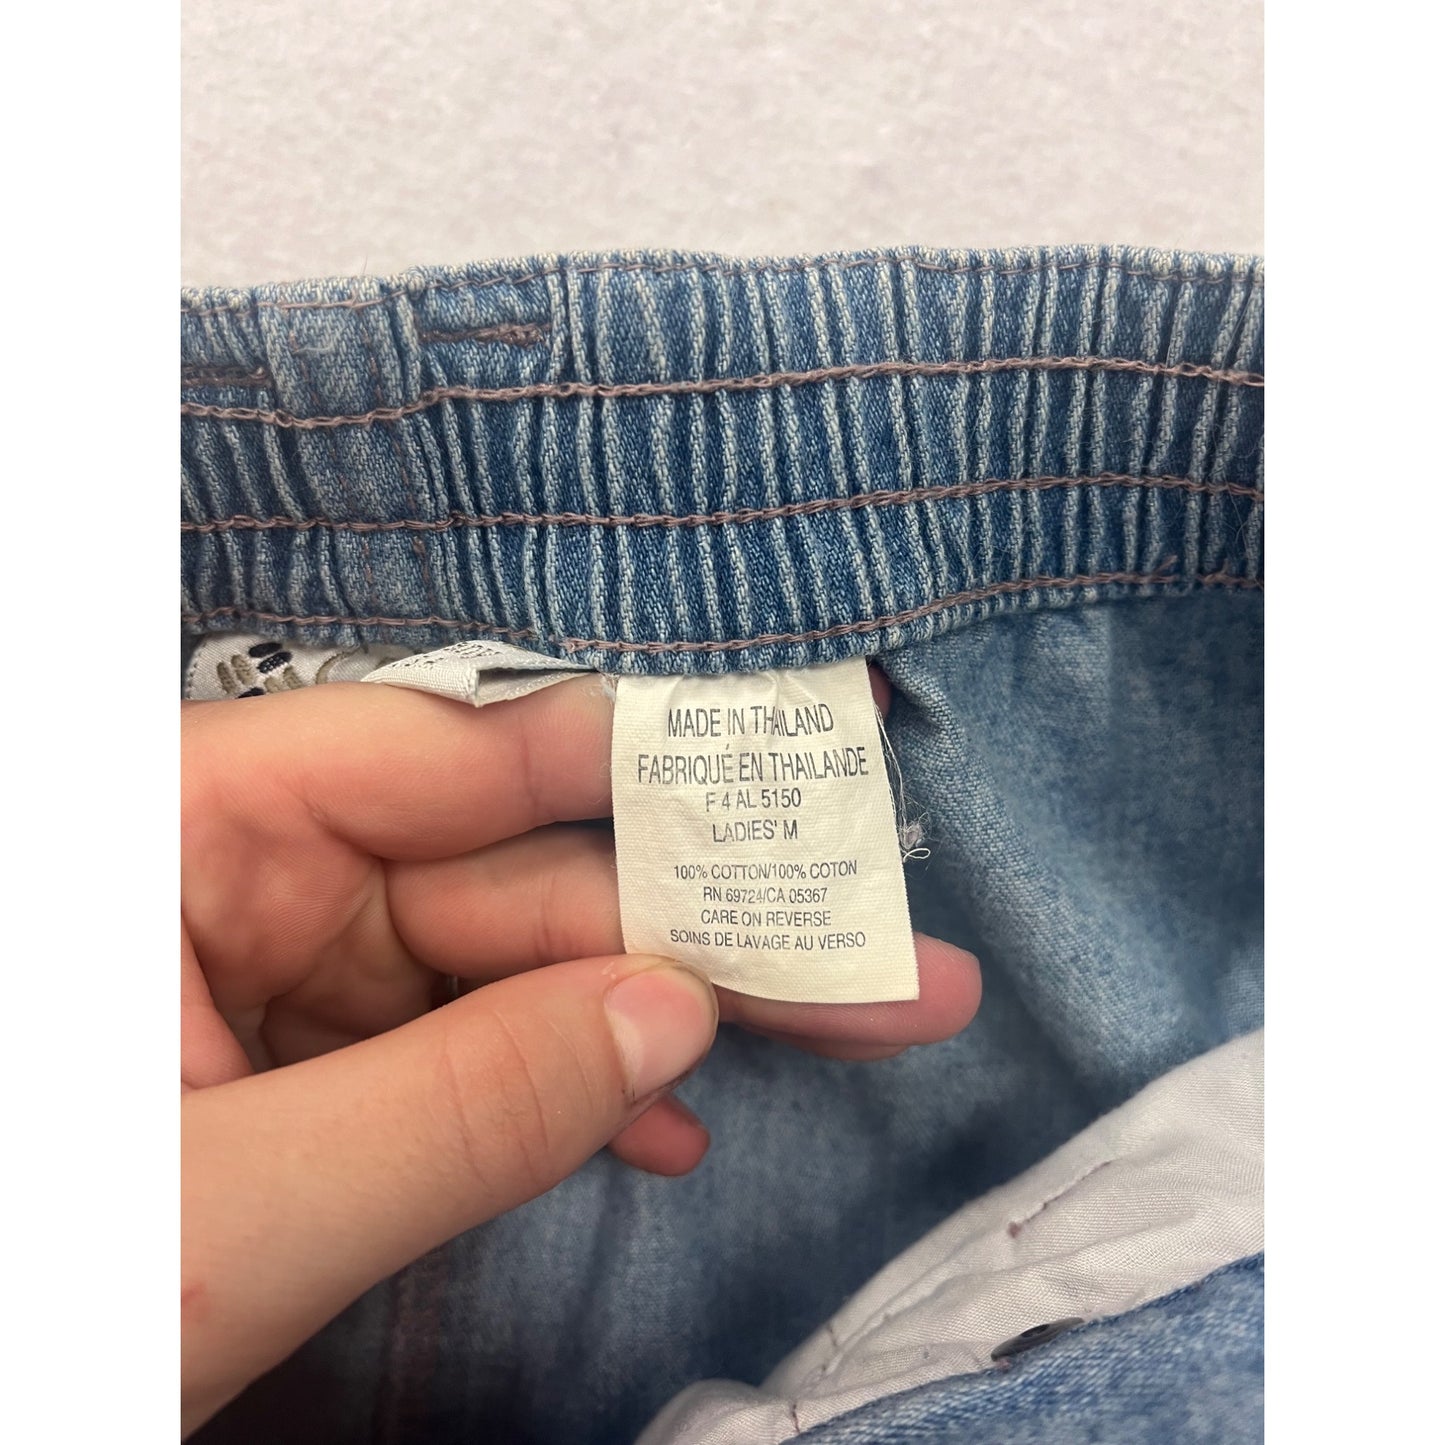 MADE IN THAILAND
FABRIQUÉ EN THAILANDE
F 4 AL 5150
LADIES' M
100% COTTON/100% COTON
RN 69724/CA 05367
CARE ON REVERSE
SOINS DE LAVAGE AU VERSO